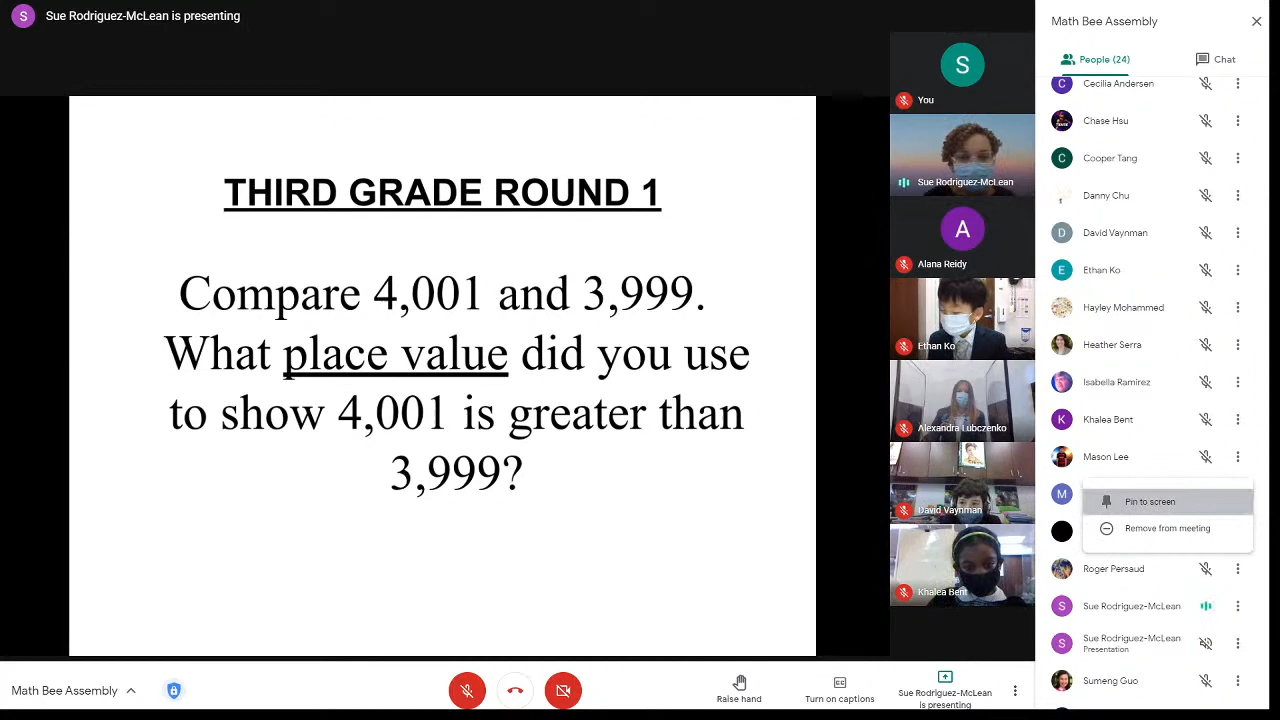 S
Sue Rodriguez-McLean is presenting
THIRD GRADE ROUND 1
Compare 4,001 and 3,999.
What place value did you use
to show 4,001 is greater than
3,999?
S
You
Sue Rodriguez-McLean
A
Alana Reidy
Ethan Ko
Alexandra Lubczenko
David Vaynman
Khalea Bent
Math Bee Assembly
People (24)
Chat
C
Cecilia Andersen
Chase Hsu
C
Cooper Tang
Danny Chu
D
David Vaynman
E
Ethan Ko
Hayley Mohammed
Heather Serra
Isabella Ramirez
K
Khalea Bent
Mason Lee
M
Pin to screen
Remove from meeting
Roger Persaud
S
Sue Rodriguez-McLean
S
Sue Rodriguez-McLean
Presentation
Sumeng Guo
Math Bee Assembly
Raise hand
CC
Turn on captions
Sue Rodriguez-McLean
is presenting